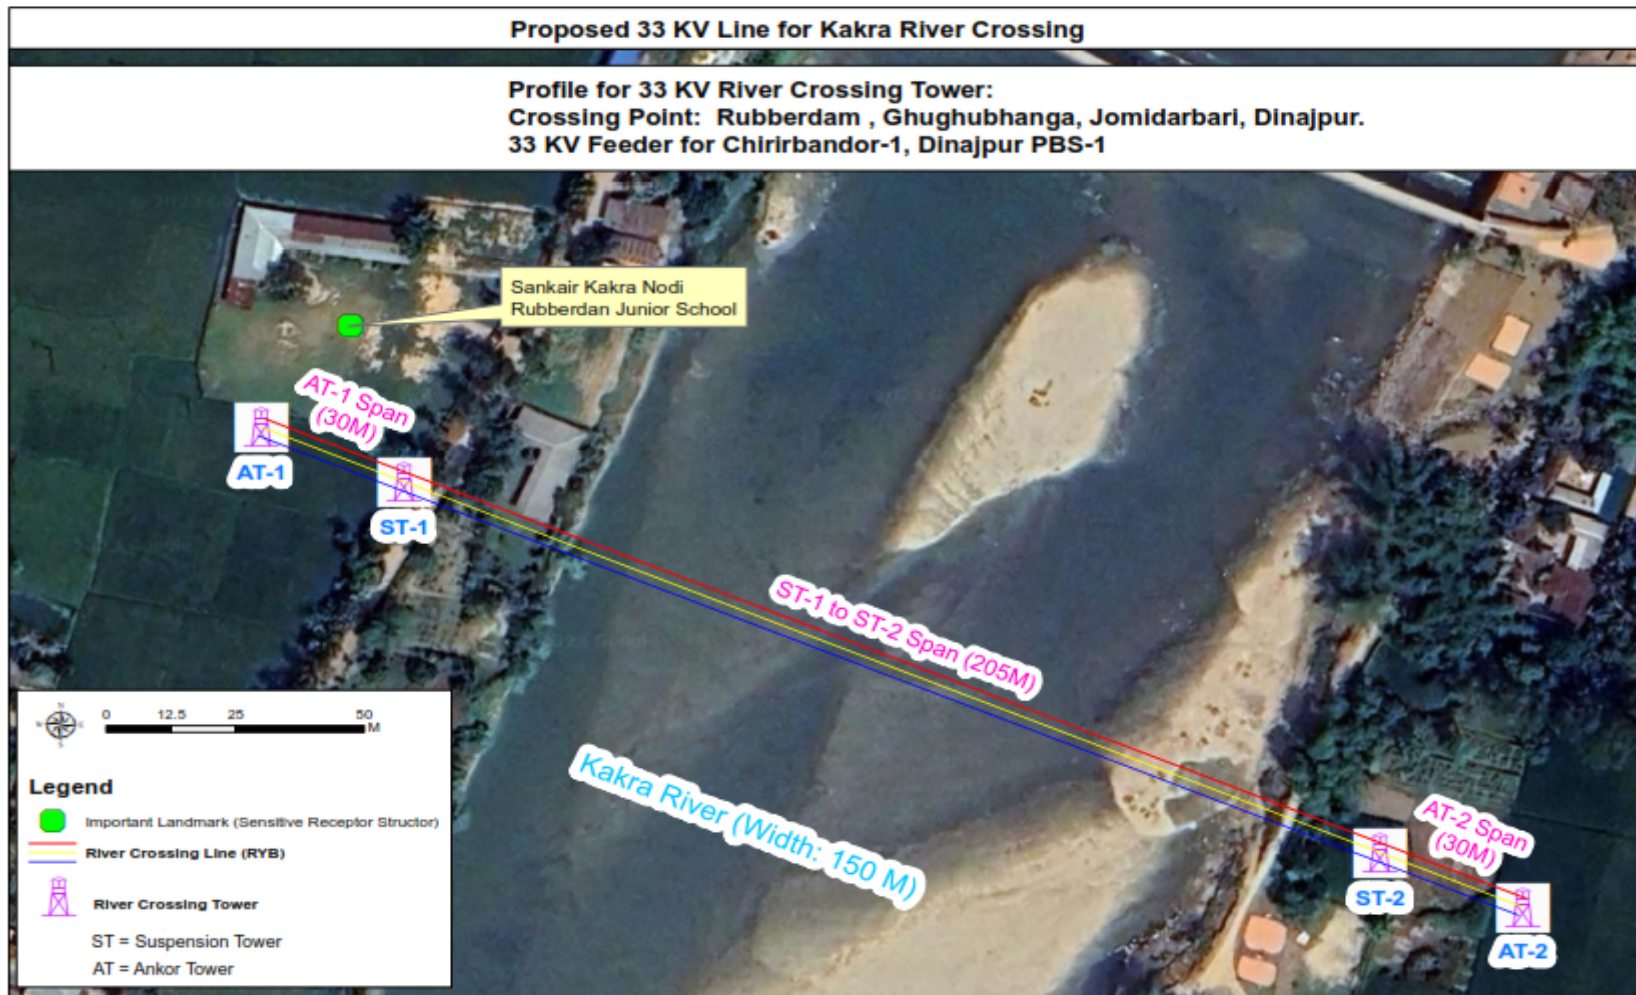 Proposed 33 KV Line for Kakra River Crossing
Profile for 33 KV River Crossing Tower:
Crossing Point: Rubberdam , Ghughubhanga, Jomidarbari, Dinajpur.
33 KV Feeder for Chirirbandor-1, Dinajpur PBS-1
Sankair Kakra Nodi
Rubberdan Junior School
AT-1 Span
(30M)
AT-1
ST-1
ST-1 to ST-2 Span (205M)
Kakra River (Width: 150 M)
AT-2 Span
(30M)
ST-2
AT-2
N
W E
S
0 12.5 25 50
M
Legend
Important Landmark (Sensitive Receptor Structor)
River Crossing Line (RYB)
River Crossing Tower
ST = Suspension Tower
AT = Ankor Tower